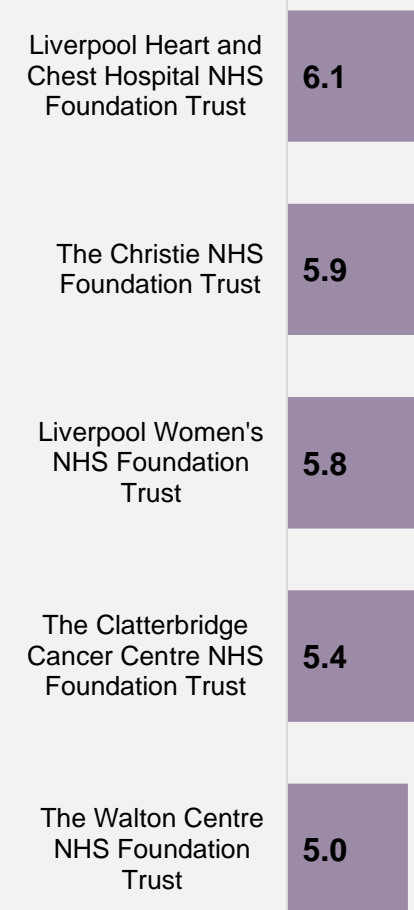 Liverpool Heart and
Chest Hospital NHS
Foundation Trust
6.1
The Christie NHS
Foundation Trust
5.9
Liverpool Women's
NHS Foundation
Trust
5.8
The Clatterbridge
Cancer Centre NHS
Foundation Trust
5.4
The Walton Centre
NHS Foundation
Trust
5.0